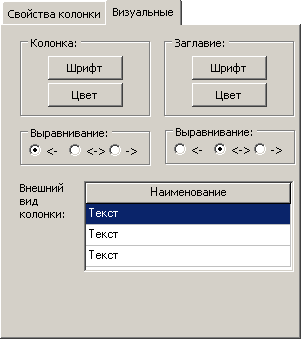 Свойства колонки Визуальные
Колонка: Заглавие:
Шрифт Шрифт
Цвет Цвет
Выравнивание: Выравнивание:
<- <-> -> <- <-> ->
Внешний Наименование
вид
колонки: Текст
Текст
Текст